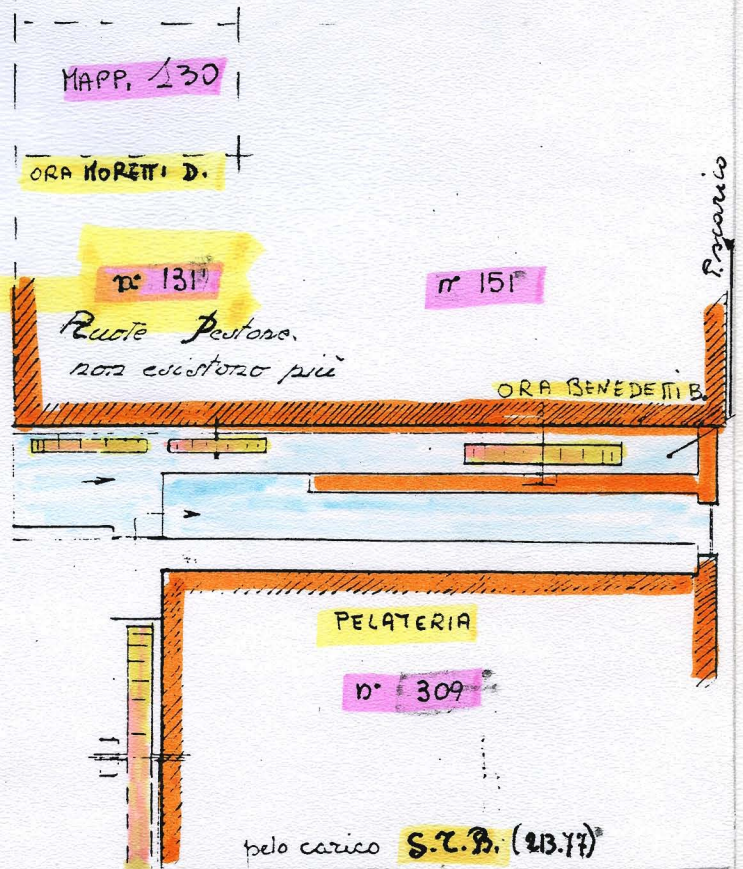 MAPP. 130
ORA MORETTI D.
P. scarico
n° 131
n° 151
Ruote Pestone.
non esistono più
ORA BENEDETTI B.
PELATERIA
n° 309
pelo carico S.T.B. (213.77)